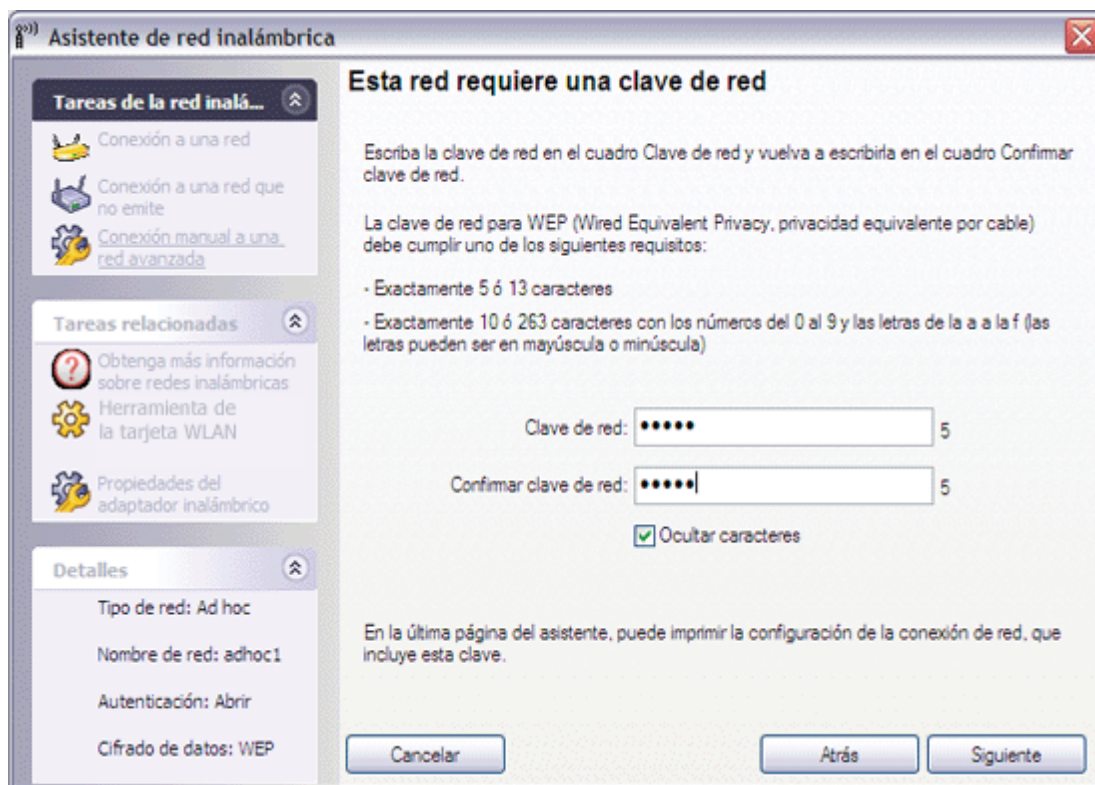 Asistente de red inalámbrica
Tareas de la red inalá...
Conexión a una red
Conexión a una red que
no emite
Conexión manual a una
red avanzada
Tareas relacionadas
Obtenga más información
sobre redes inalámbricas
Herramienta de
la tarjeta WLAN
Propiedades del
adaptador inalámbrico
Detalles
Tipo de red: Ad hoc
Nombre de red: adhoc1
Autenticación: Abrir
Cifrado de datos: WEP
Esta red requiere una clave de red
Escriba la clave de red en el cuadro Clave de red y vuelva a escribirla en el cuadro Confirmar
clave de red.
La clave de red para WEP (Wired Equivalent Privacy, privacidad equivalente por cable)
debe cumplir uno de los siguientes requisitos:
- Exactamente 5 ó 13 caracteres
- Exactamente 10 ó 263 caracteres con los números del 0 al 9 y las letras de la a a la f (las
letras pueden ser en mayúscula o minúscula)
Clave de red: ••••• 5
Confirmar clave de red: ••••• 5
Ocultar caracteres
En la última página del asistente, puede imprimir la configuración de la conexión de red, que
incluye esta clave.
Cancelar Atrás Siguiente